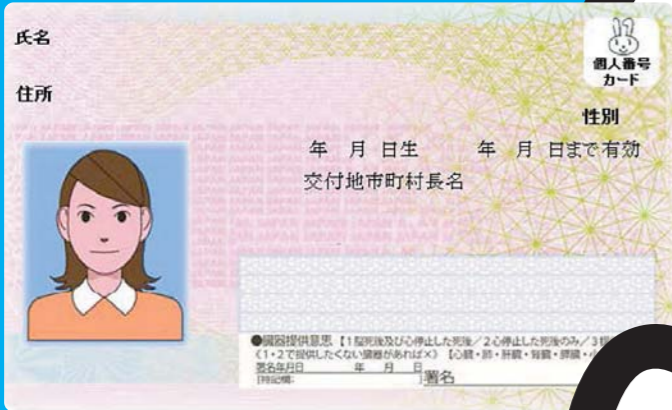 氏名
個人番号
カード
住所
性別
年 月 日生 年 月 日まで有効
交付地市町村長名
●臓器提供意思【1脳死後及び心停止した死後／2心停止した死後のみ／3
《1・2で提供したくない臓器があれば×》【心臓・肺・肝臓・腎臓・膵臓・小
署名年月日 年 月 日
[特記欄: ] 署名